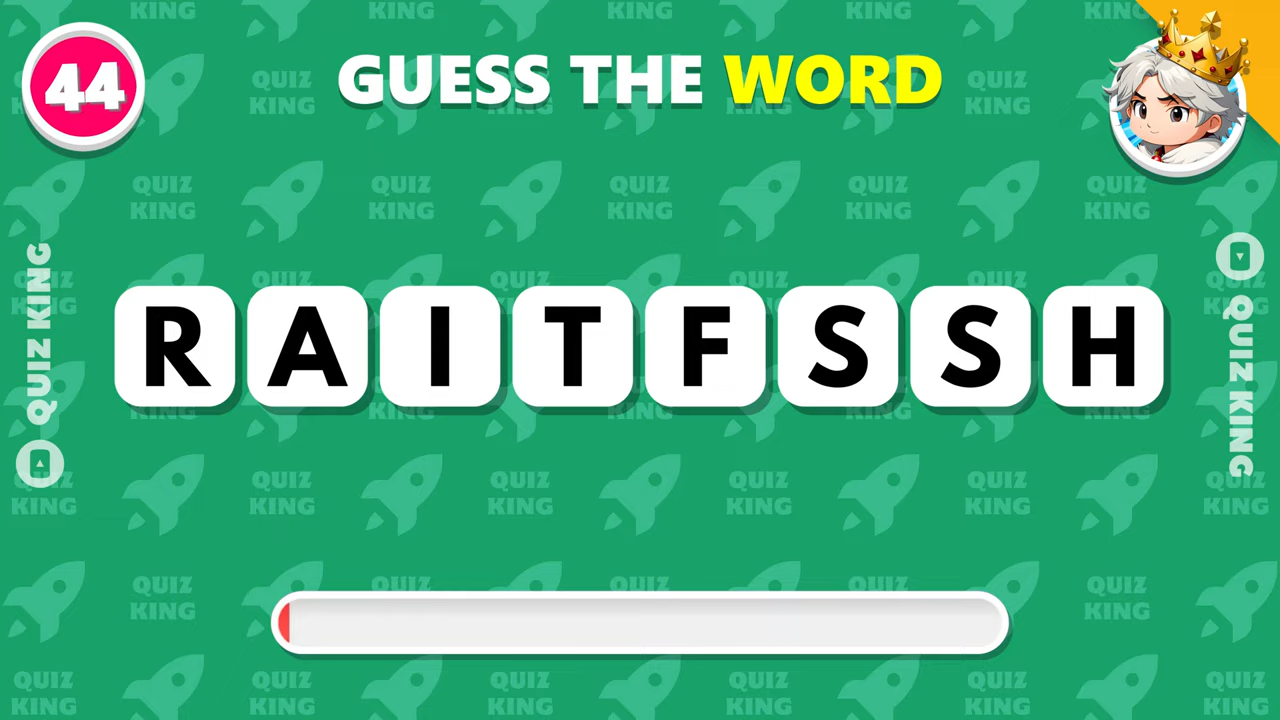 44
GUESS THE WORD
QUIZ KING
QUIZ KING
R A I T F S S H